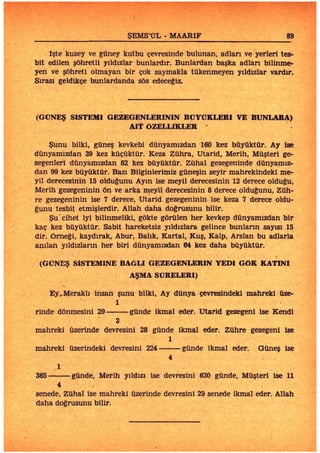 ŞEMS'ÜL - MAARİF 89
İşte kuzey ve güney kutbu çevresinde bulunan, adları ve yerleri tes-
bit edilen şöhretli yıldızlar bunlardır. Bunlardan başka adları bilinme-
yen ve şöhreti olmayan bir çok saymakla tükenmeyen yıldızlar vardır.
Sırası geldikçe bunlardanda söz edeceğiz.
(GÜNEŞ SİSTEMİ GEZEGENLERİNİN BÜYÜKLERİ VE BUNLARA)
AİT ÖZELLİKLER
Şunu bilki, güneş kevkebi dünyamızdan 160 kez büyüktür. Ay ise
dünyamızdan 39 kez küçüktür. Keza Zühra, Utarid, Merih, Müşteri ge-
zegenleri dünyamızdan 82 kez büyüktür. Zühal gezegeninde dünyamız-
dan 99 kez büyüktür. Bazı Bilginlerimiz güneşin seyir mahrekindeki me-
yil derecesinin 15 olduğunu Ayın ise meyil derecesinin 12 derece olduğu,
Merih gezegeninin ön ve arka meyil derecesinin 8 derece olduğunu, Züh-
re gezegeninin ise 7 derece, Utarid gezegeninin ise keza 7 derece oldu-
ğunu tesbit etmişlerdir. Allah daha doğrusunu bilir.
Şu cihet iyi bilinmeliki, gökte görülen her kevkep dünyamızdan bir
kaç kez büyüktür. Sabit hareketsiz yıldızlara gelince bunların sayısı 15
dir. Örneği, kaydırak, Abur, Balık, Kartal, Kuş, Kalp, Arslan bu adlarla
anılan yıldızların her biri dünyamızdan 64 kez daha büyüktür.
(GÜNEŞ SİSTEMİNE BAĞLI GEZEGENLERİN YEDİ GÖK KATINI
AŞMA SÜRELERİ)
Ey, Meraklı insan şunu bilki, Ay dünya çevresindeki mahreki üze-
1
rinde dönmesini 29 —— günde ikmal eder. Utarid gezegeni ise Kendi
3
mahreki üzerinde devresini 28 günde ikmal eder. Zühre gezegeni ise
1
mahreki üzerindeki devresini 224 —— günde ikmal eder. Güneş ise
4
1
365 —— günde, Merih yıldızı ise devresini 630 günde, Müşteri ise 11
4
senede, Zühal ise mahreki üzerinde devresini 29 senede ikmal eder. Allah
daha doğrusunu bilir.